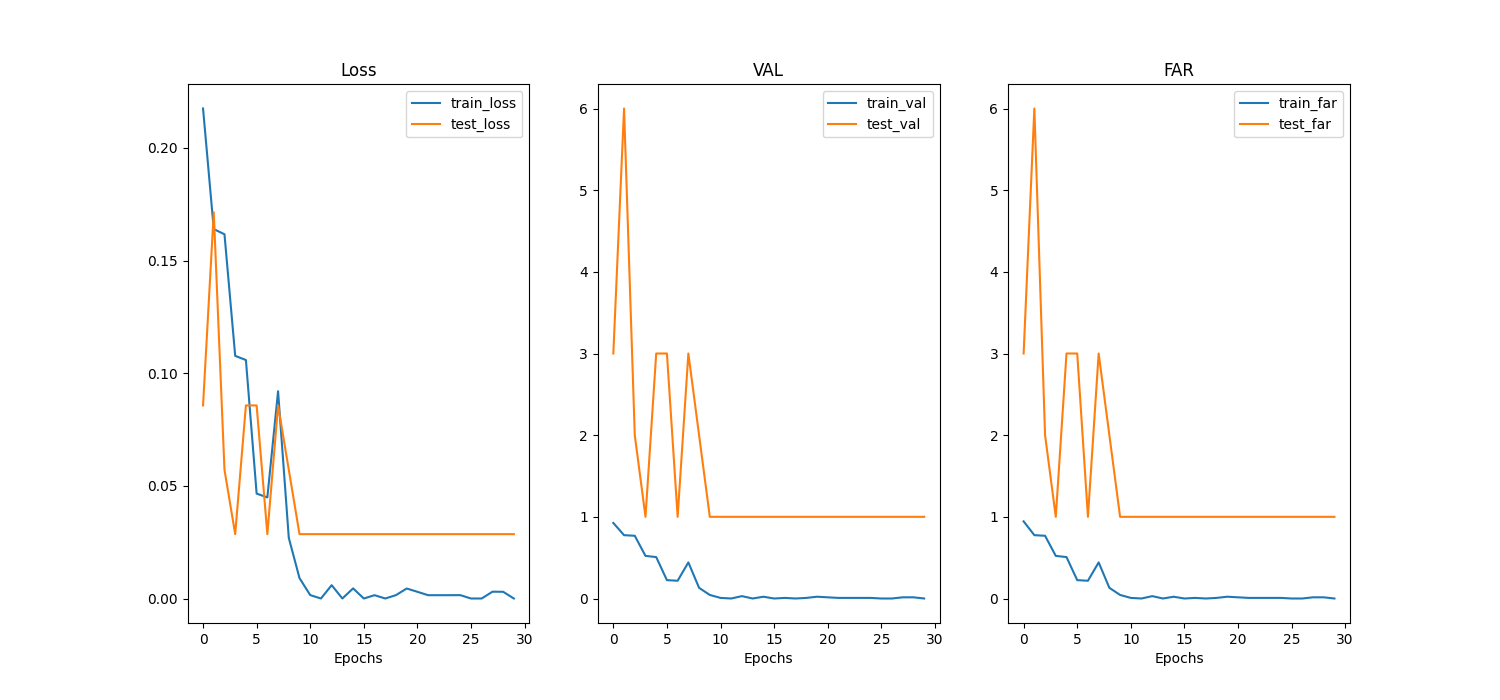 Loss
train_loss
test_loss
0.20
0.15
0.10
0.05
0.00
0 5 10 15 20 25 30
Epochs
VAL
train_val
test_val
6
5
4
3
2
1
0
0 5 10 15 20 25 30
Epochs
FAR
train_far
test_far
6
5
4
3
2
1
0
0 5 10 15 20 25 30
Epochs